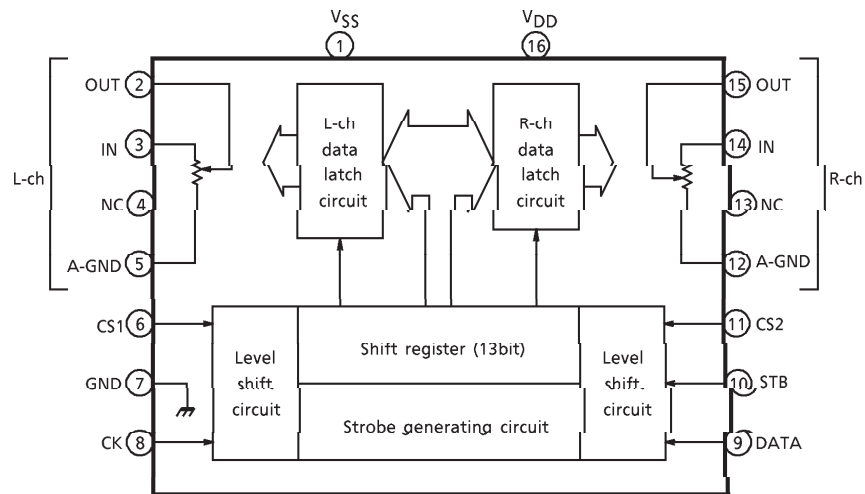 VSS
VDD
1
16
OUT 2
15 OUT
IN 3
14 IN
L-ch
R-ch
NC 4
13 NC
A-GND 5
12 A-GND
L-ch
data
latch
circuit
R-ch
data
latch
circuit
CS1 6
11 CS2
GND 7
10 STB
CK 8
9 DATA
Level
shift
circuit
Shift register (13bit)
Strobe generating circuit
Level
shift
circuit